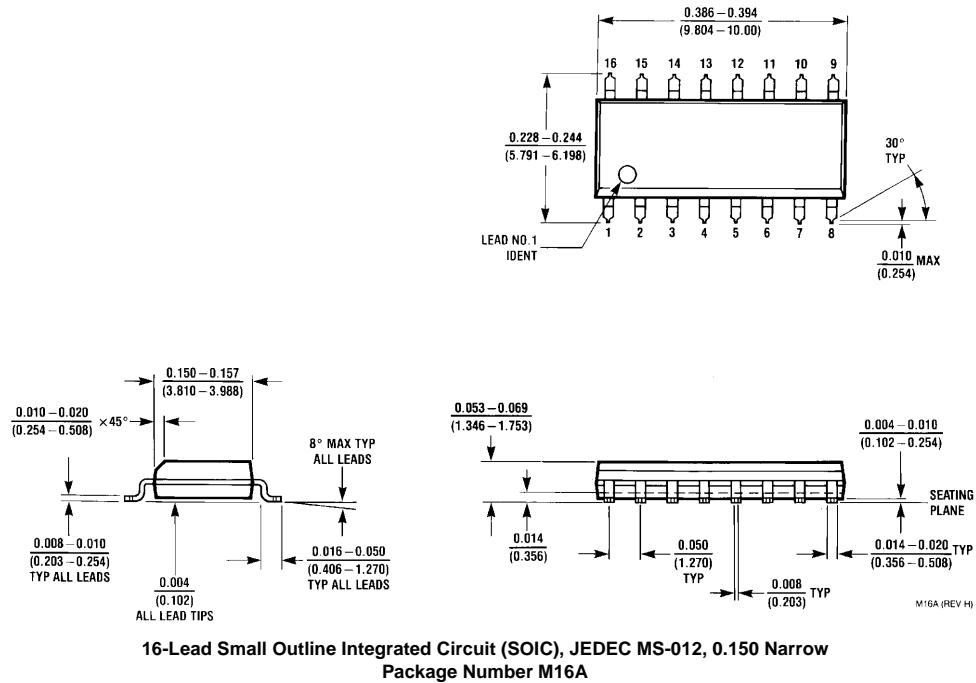 0.386 – 0.394
(9.804 – 10.00)
16 15 14 13 12 11 10 9
0.228 – 0.244
(5.791 – 6.198)
30°
TYP
LEAD NO.1
IDENT
1 2 3 4 5 6 7 8
0.010 MAX
(0.254)
0.150 – 0.157
(3.810 – 3.988)
0.010 – 0.020
(0.254 – 0.508) × 45°
8° MAX TYP
ALL LEADS
0.008 – 0.010
(0.203 – 0.254)
TYP ALL LEADS
0.004
(0.102)
ALL LEAD TIPS
0.016 – 0.050
(0.406 – 1.270)
TYP ALL LEADS
0.053 – 0.069
(1.346 – 1.753)
0.004 – 0.010
(0.102 – 0.254)
SEATING
PLANE
0.014
(0.356)
0.050
(1.270)
TYP
0.008 TYP
(0.203)
0.014 – 0.020 TYP
(0.356 – 0.508)
M16A (REV H)
16-Lead Small Outline Integrated Circuit (SOIC), JEDEC MS-012, 0.150 Narrow
Package Number M16A